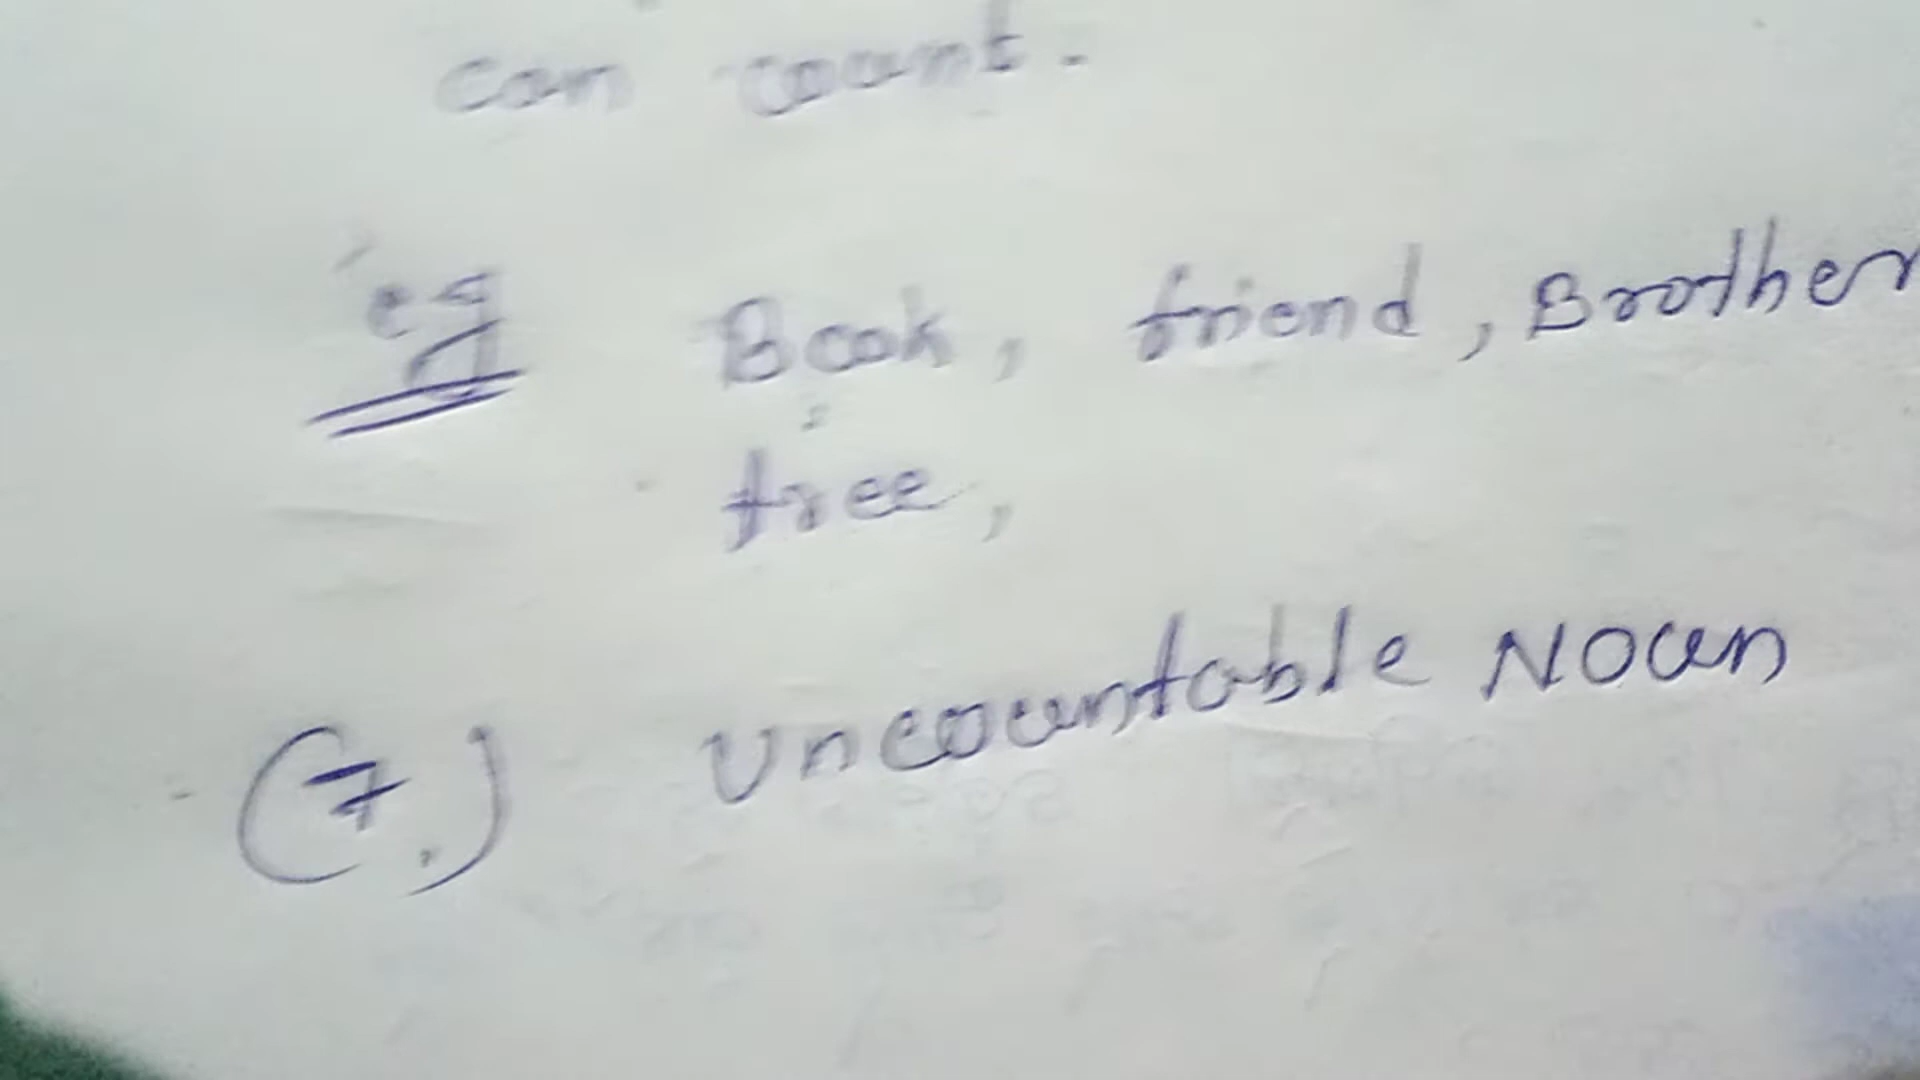 can count.
eg Book, friend, Brother
tree,
(7.) Uncountable Noun